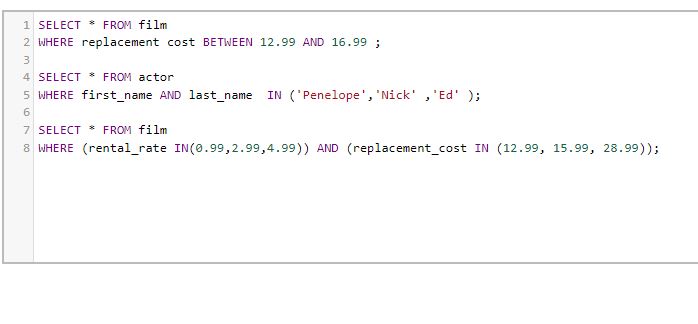 1 SELECT * FROM film
2 WHERE replacement cost BETWEEN 12.99 AND 16.99 ;
3
4 SELECT * FROM actor
5 WHERE first_name AND last_name  IN ('Penelope','Nick' ,'Ed' );
6
7 SELECT * FROM film
8 WHERE (rental_rate IN(0.99,2.99,4.99)) AND (replacement_cost IN (12.99, 15.99, 28.99));